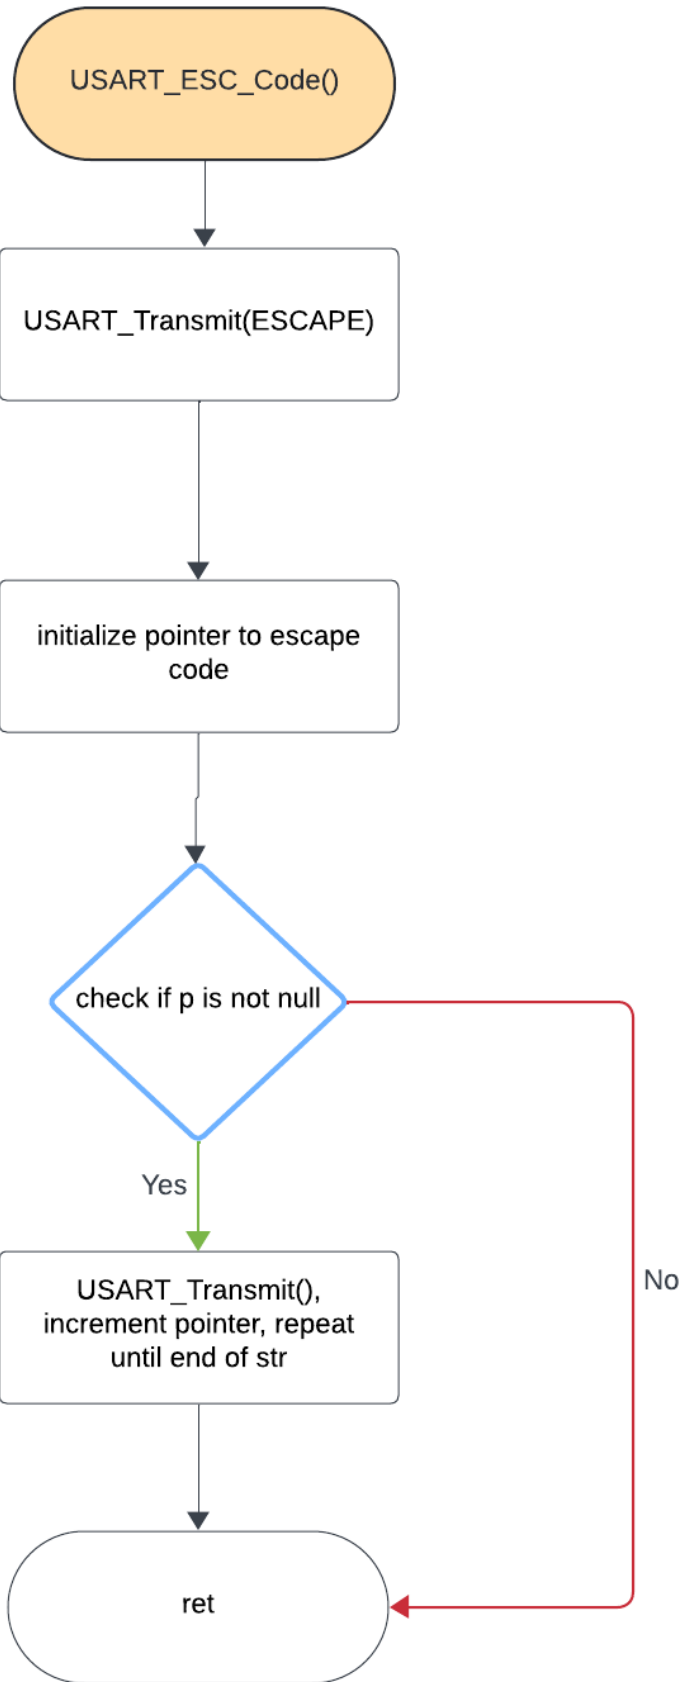 USART_ESC_Code()
USART_Transmit(ESCAPE)
initialize pointer to escape
code
check if p is not null
Yes
No
USART_Transmit(),
increment pointer, repeat
until end of str
ret